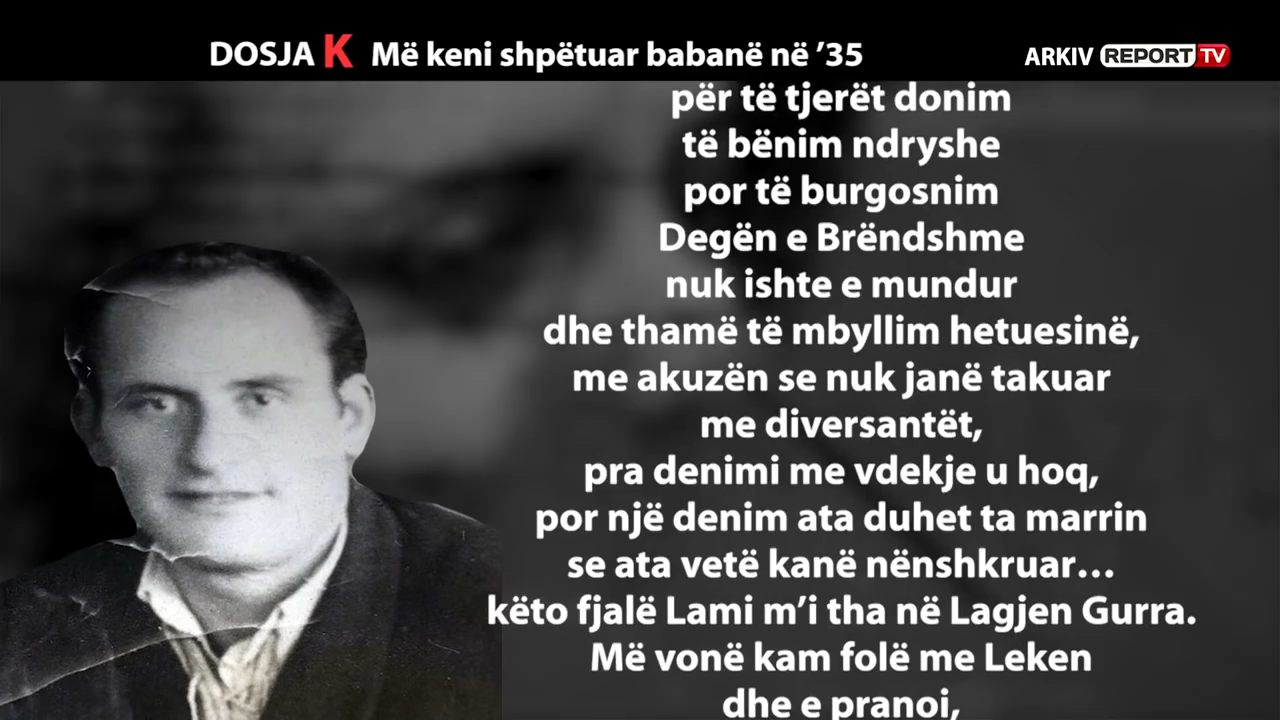 DOSJA K Më keni shpëtuar babanë në ’35
ARKIV REPORT TV
për të tjerët donim
të bënim ndryshe
por të burgosnim
Degën e Brëndshme
nuk ishte e mundur
dhe thamë të mbyllim hetuesinë,
me akuzën se nuk janë takuar
me diversantët,
pra denimi me vdekje u hoq,
por një denim ata duhet ta marrin
se ata vetë kanë nënshkruar…
këto fjalë Lami m’i tha në Lagjen Gurra.
Më vonë kam folë me Leken
dhe e pranoi,